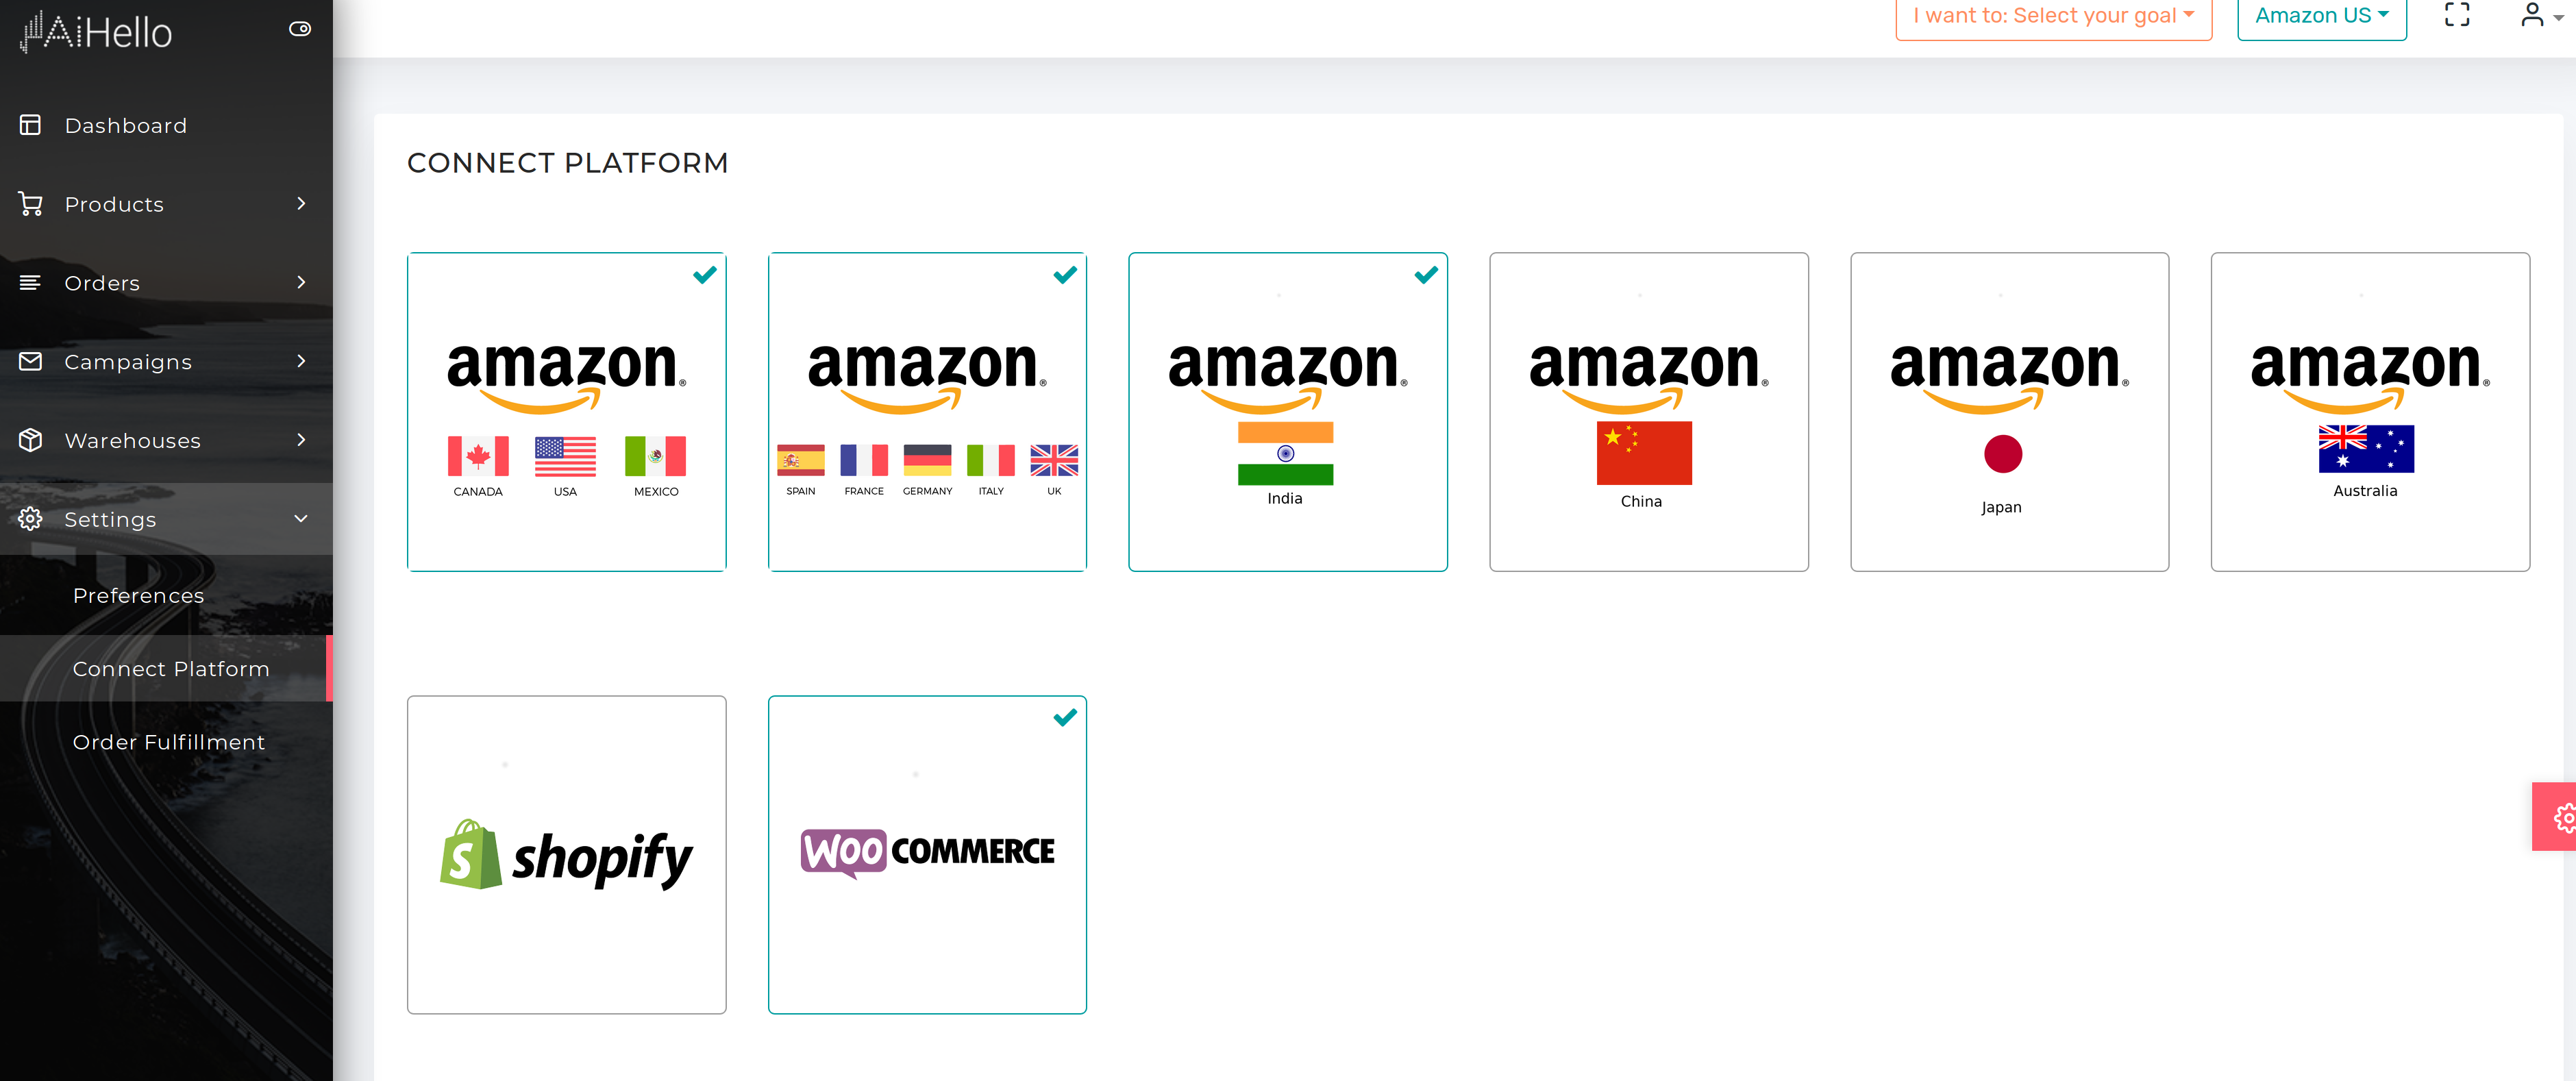 AiHello
I want to: Select your goal
Amazon US
Dashboard
Products
Orders
Campaigns
Warehouses
Settings
Preferences
Connect Platform
Order Fulfillment
CONNECT PLATFORM
amazon®
CANADA USA MEXICO
amazon®
SPAIN FRANCE GERMANY ITALY UK
amazon®
India
amazon®
China
amazon®
Japan
amazon®
Australia
shopify
WOO COMMERCE